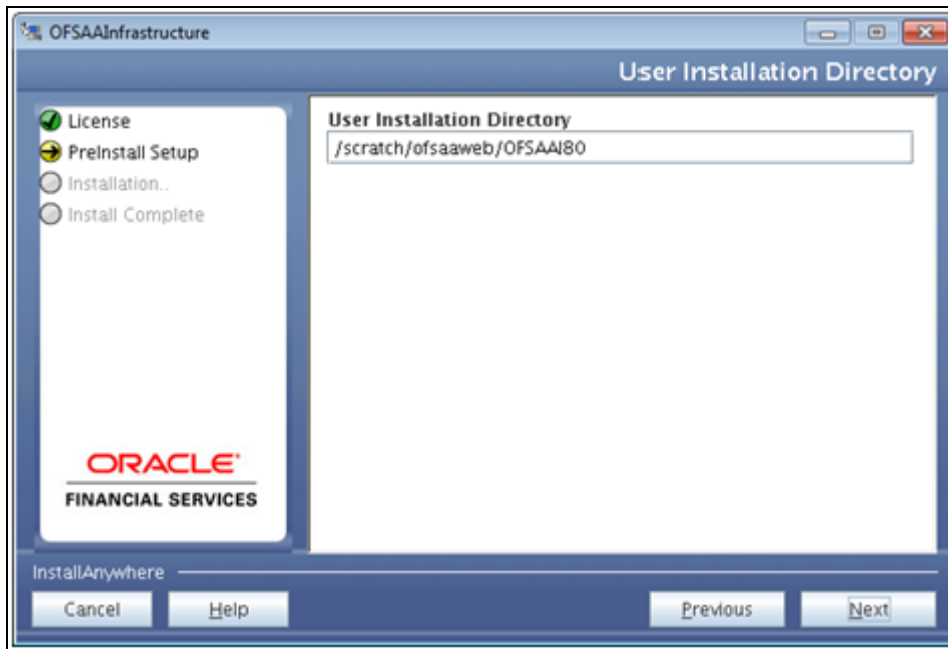 OFSAAInfrastructure
User Installation Directory
License
PreInstall Setup
Installation..
Install Complete
User Installation Directory
/scratch/ofsaaweb/OFSAAI80
ORACLE
FINANCIAL SERVICES
InstallAnywhere
Cancel
Help
Previous
Next